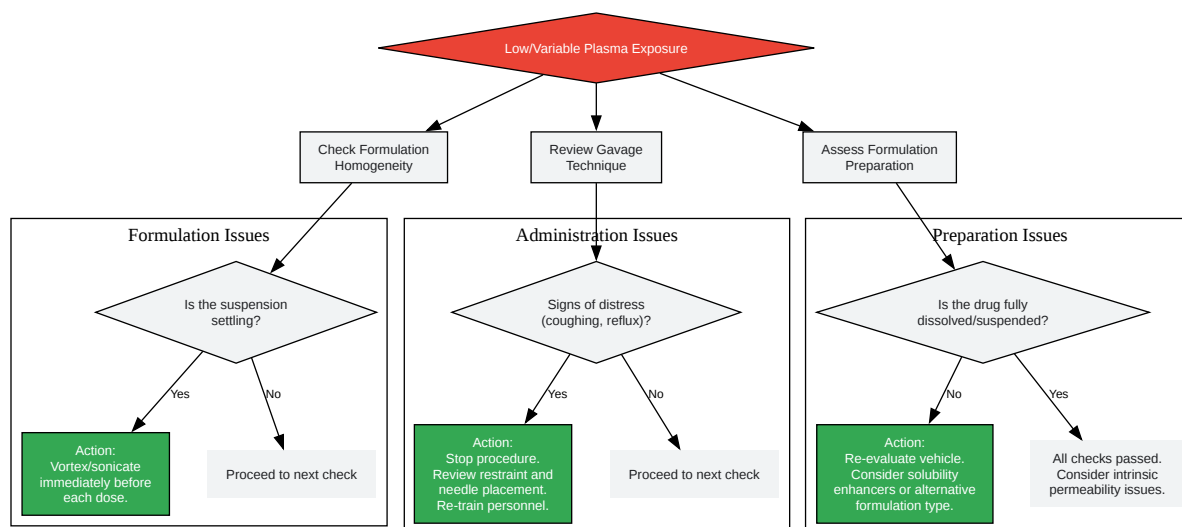 Low/Variable Plasma Exposure
Check Formulation
Homogeneity
Review Gavage
Technique
Assess Formulation
Preparation
Formulation Issues
Is the suspension
settling?
Yes
No
Action:
Vortex/sonicate
immediately before
each dose.
Proceed to next check
Administration Issues
Signs of distress
(coughing, reflux)?
Yes
No
Action:
Stop procedure.
Review restraint and
needle placement.
Re-train personnel.
Proceed to next check
Preparation Issues
Is the drug fully
dissolved/suspended?
No
Yes
Action:
Re-evaluate vehicle.
Consider solubility
enhancers or alternative
formulation type.
All checks passed.
Consider intrinsic
permeability issues.